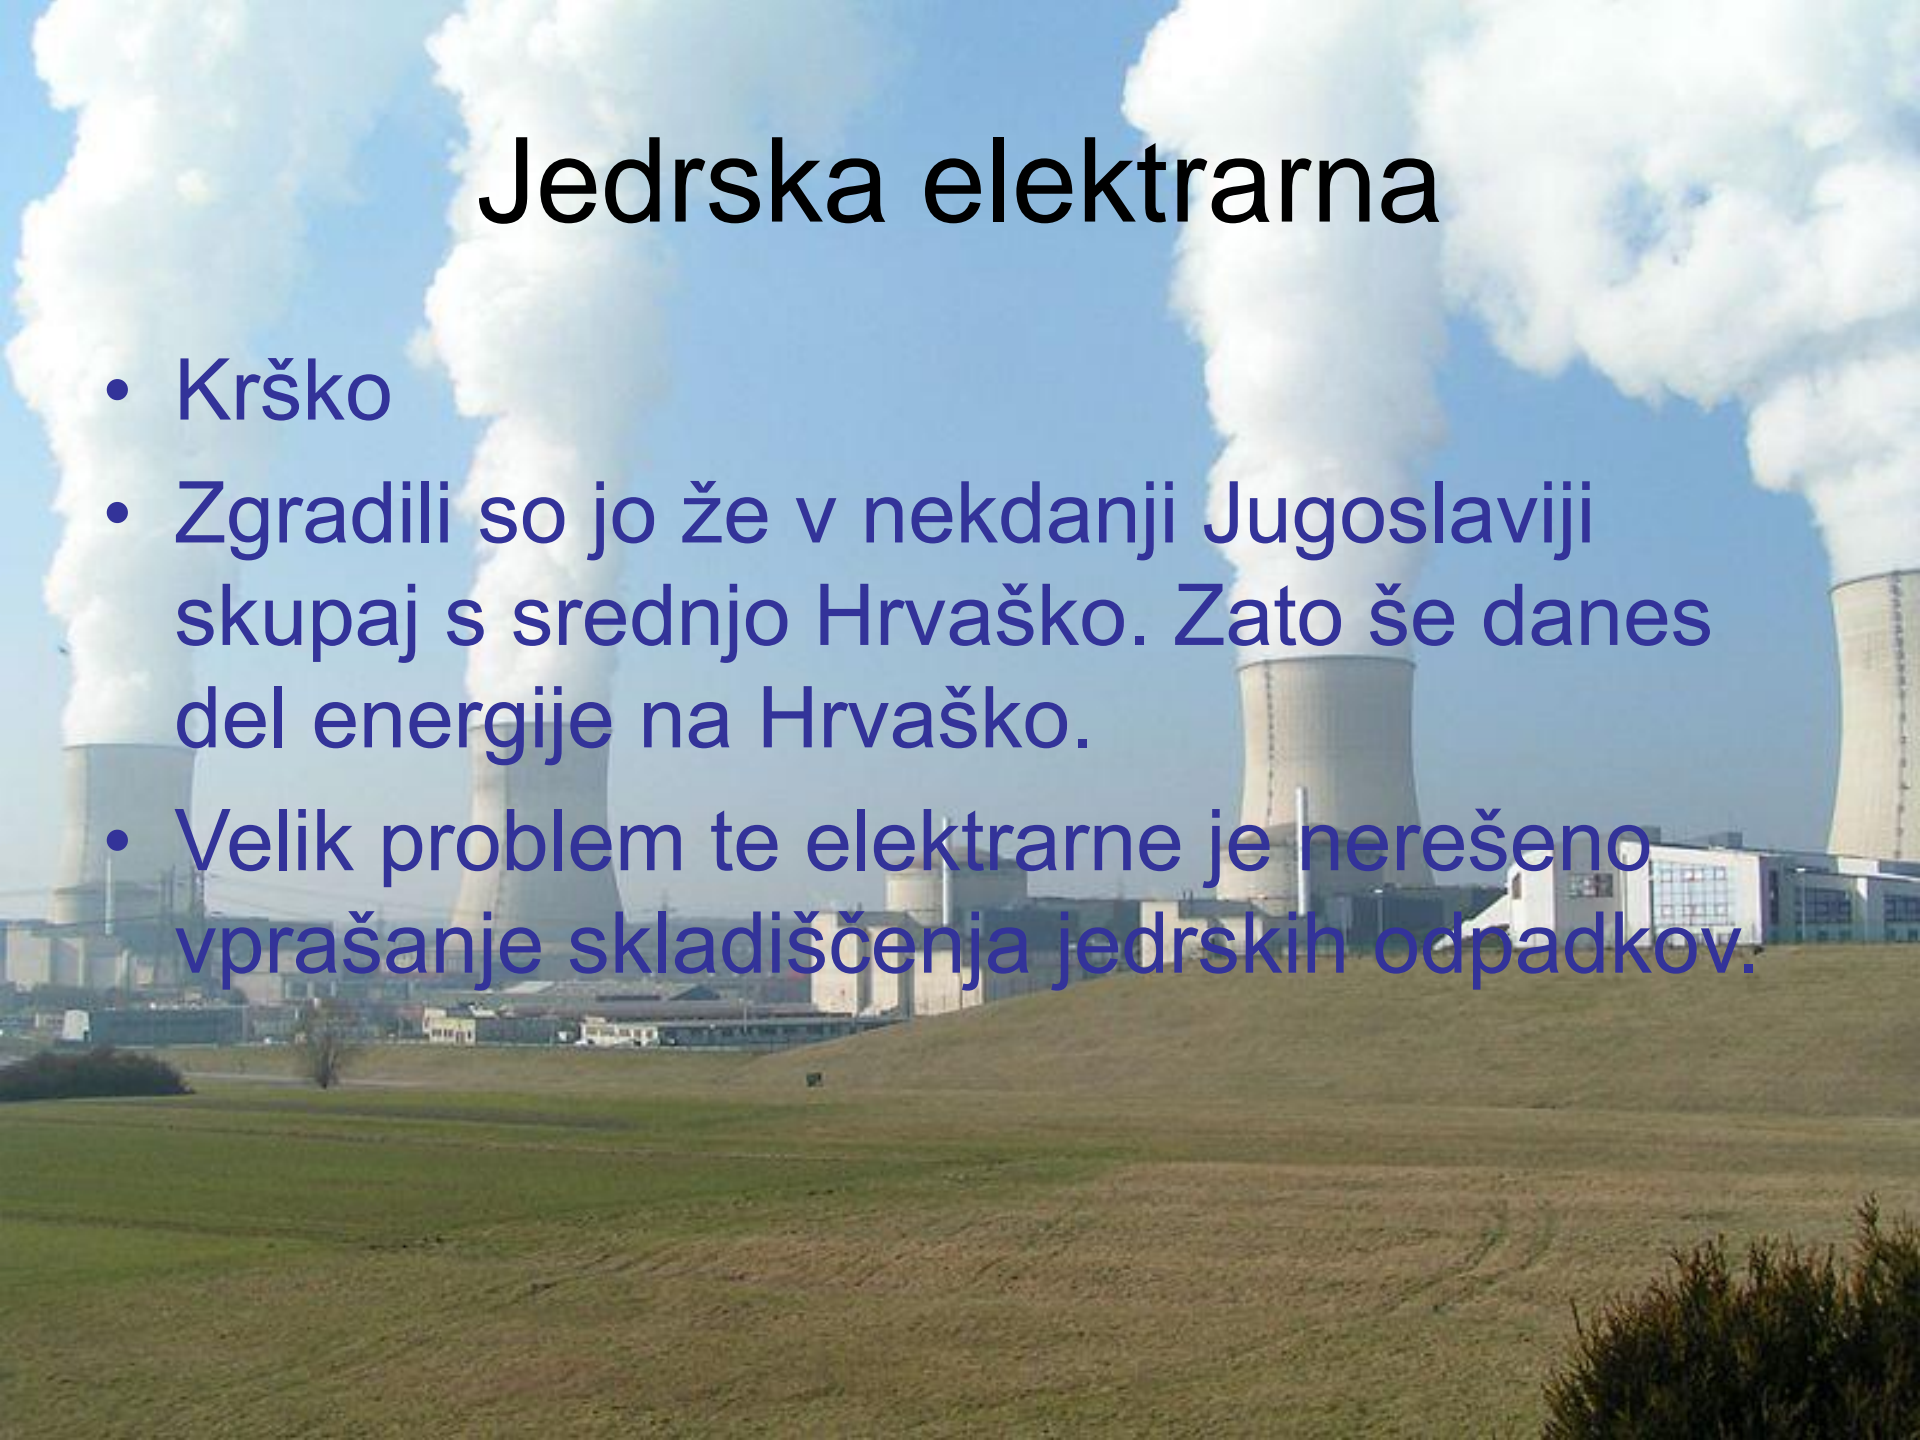 Jedrska elektrarna
• Krško
• Zgradili so jo že v nekdanji Jugoslaviji
skupaj s srednjo Hrvaško. Zato še danes
del energije na Hrvaško.
• Velik problem te elektrarne je nerešeno
vprašanje skladiščenja jedrskih odpadkov.